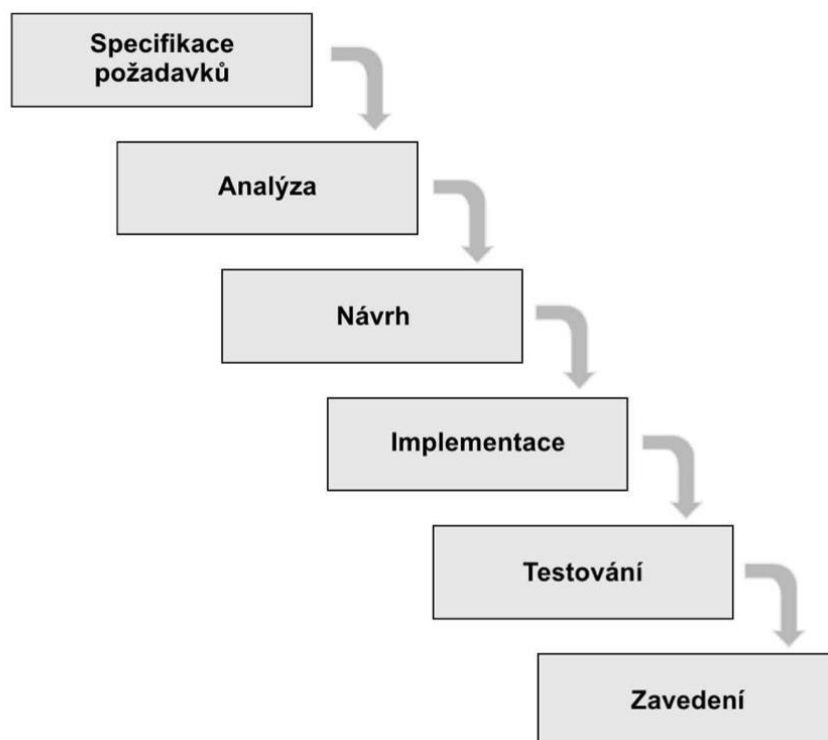 Specifikace
požadavků
Analýza
Návrh
Implementace
Testování
Zavedení